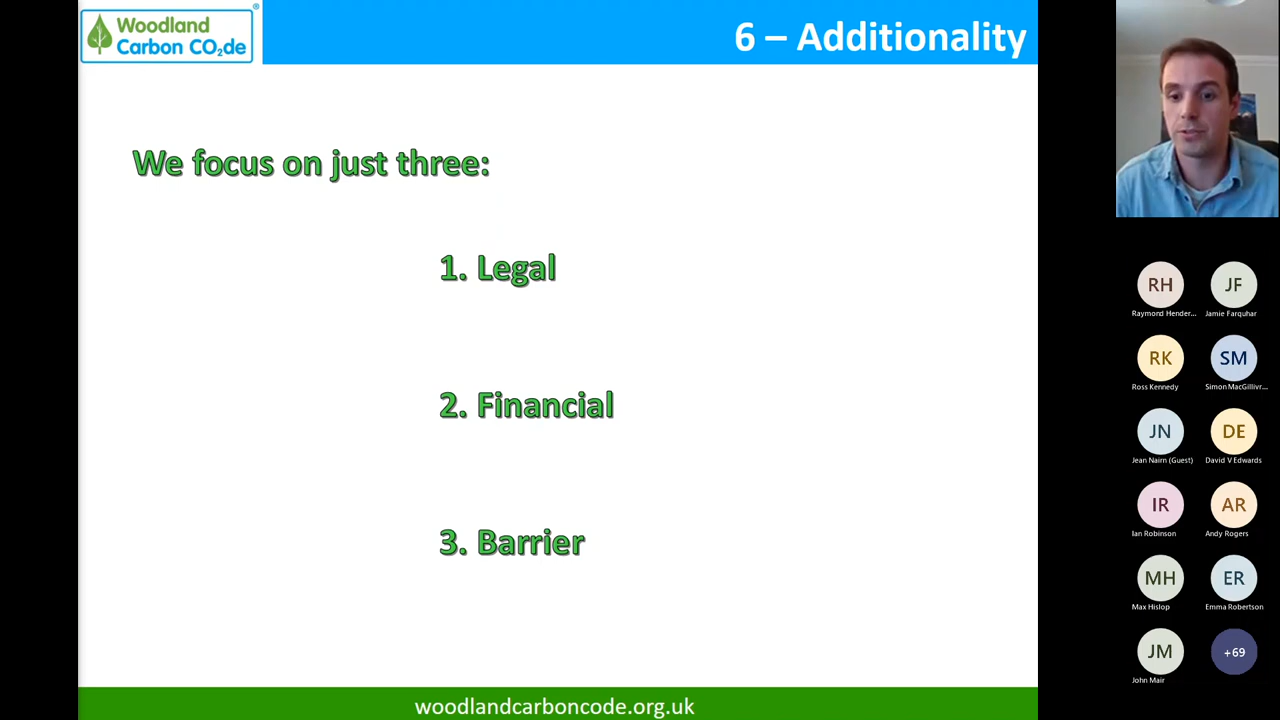 Woodland
Carbon CO₂de
®
6 – Additionality
We focus on just three:
1. Legal
2. Financial
3. Barrier
woodlandcarboncode.org.uk
RH
JF
Raymond Hender...
Jamie Farquhar
RK
SM
Ross Kennedy
Simon MacGillivr...
JN
DE
Jean Nairn (Guest)
David V Edwards
IR
AR
Ian Robinson
Andy Rogers
MH
ER
Max Hislop
Emma Robertson
JM
+69
John Mair